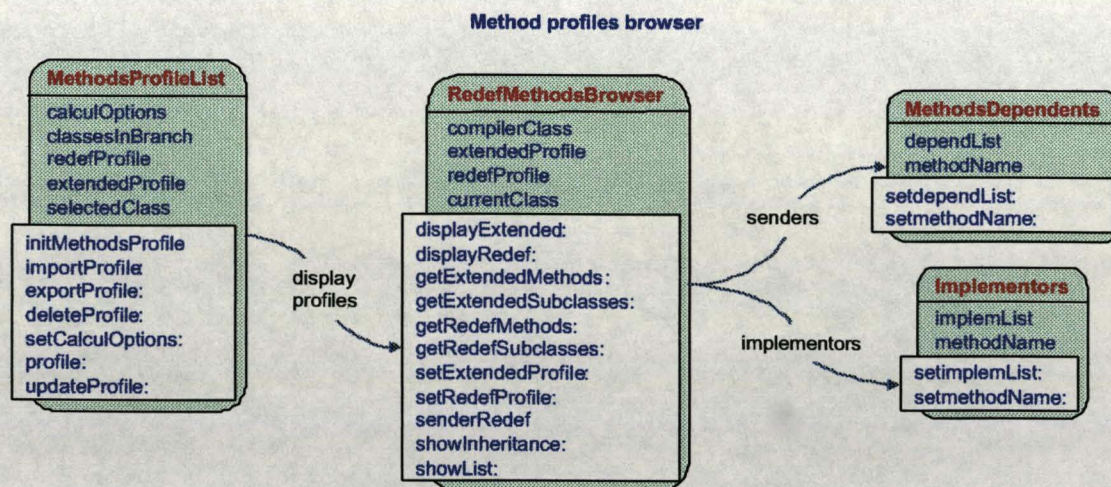 Method profiles browser
MethodsProfileList
calculOptions
classesInBranch
redefProfile
extendedProfile
selectedClass
initMethodsProfile
importProfile:
exportProfile:
deleteProfile:
setCalculOptions:
profile:
updateProfile:
display
profiles
RedefMethodsBrowser
compilerClass
extendedProfile
redefProfile
currentClass
displayExtended:
displayRedef:
getExtendedMethods:
getExtendedSubclasses:
getRedefMethods:
getRedefSubclasses:
setExtendedProfile:
setRedefProfile:
senderRedef
showInheritance:
showList:
senders
implementors
MethodsDependents
dependList
methodName
setdependList:
setmethodName:
Implementors
implemList
methodName
setimplemList:
setmethodName: